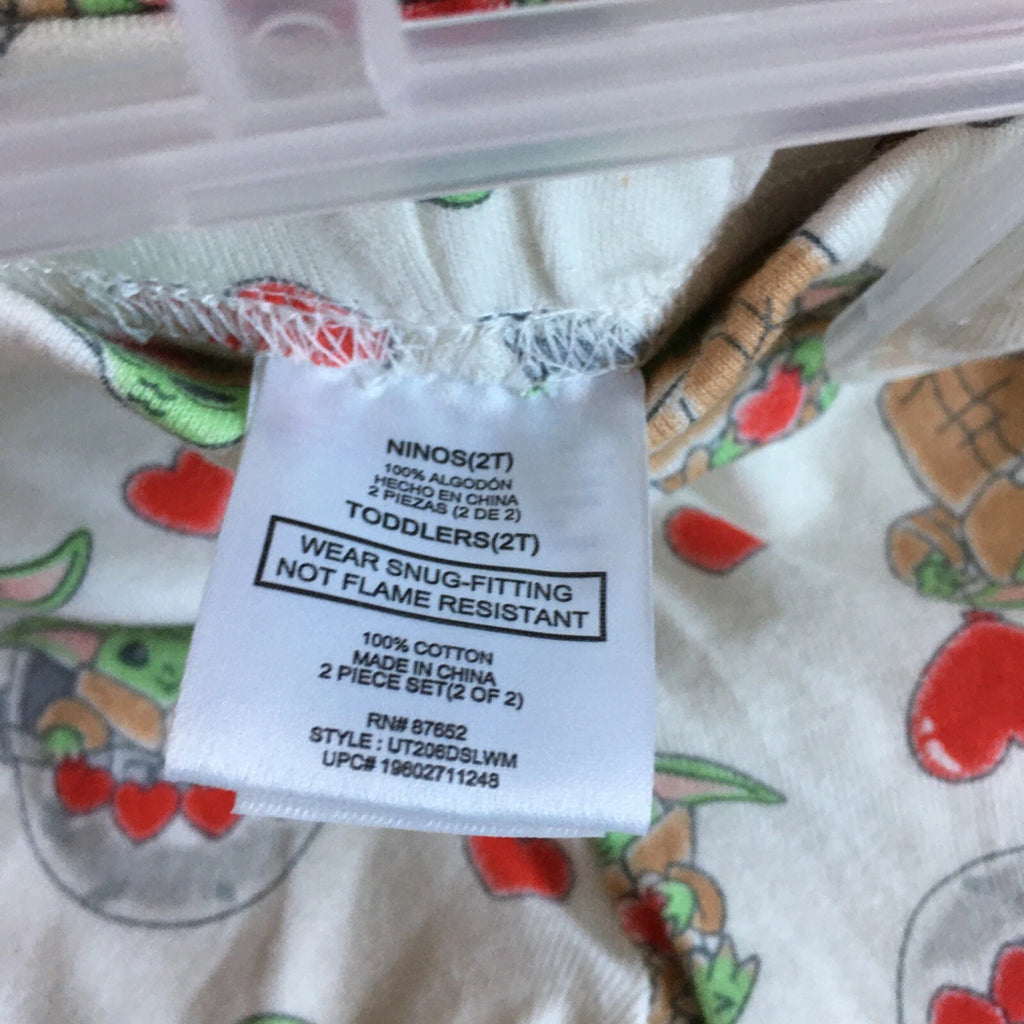 NINOS(2T)
100% ALGODÓN
HECHO EN CHINA
2 PIEZAS (2 DE 2)
TODDLERS(2T)
WEAR SNUG-FITTING
NOT FLAME RESISTANT
100% COTTON
MADE IN CHINA
2 PIECE SET(2 OF 2)
RN# 87652
STYLE : UT206DSLWM
UPC# 19602711248